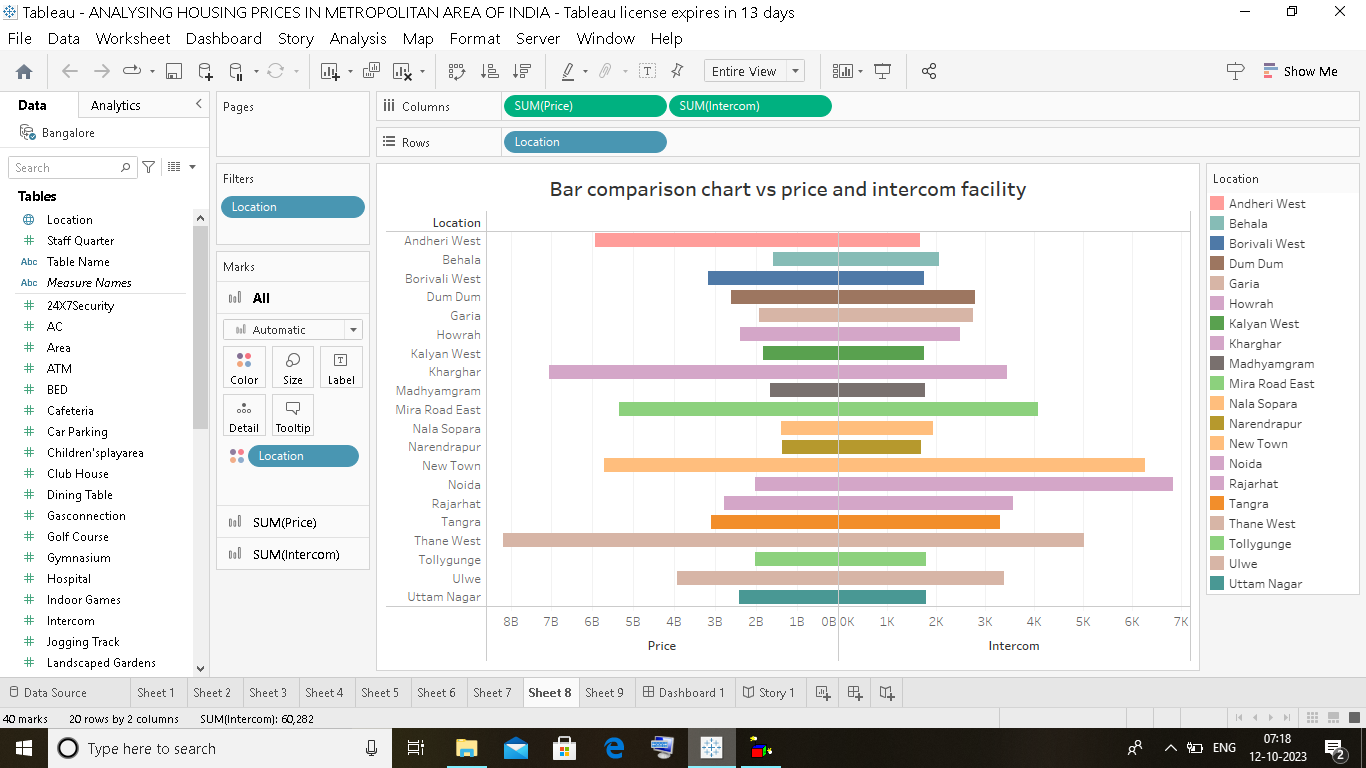 Tableau - ANALYSING HOUSING PRICES IN METROPOLITAN AREA OF INDIA - Tableau license expires in 13 days
File Data Worksheet Dashboard Story Analysis Map Format Server Window Help
Entire View
Show Me
Data Analytics
Bangalore
Search
Tables
Location
Staff Quarter
Abc Table Name
Abc Measure Names
24X7Security
AC
Area
ATM
BED
Cafeteria
Car Parking
Children'splayarea
Club House
Dining Table
Gasconnection
Golf Course
Gymnasium
Hospital
Indoor Games
Intercom
Jogging Track
Landscaped Gardens
Pages
Filters
Location
Marks
All
Automatic
Color Size Label
Detail Tooltip
Location
SUM(Price)
SUM(Intercom)
Columns SUM(Price) SUM(Intercom)
Rows Location
Bar comparison chart vs price and intercom facility
Location
Andheri West
Behala
Borivali West
Dum Dum
Garia
Howrah
Kalyan West
Kharghar
Madhyamgram
Mira Road East
Nala Sopara
Narendrapur
New Town
Noida
Rajarhat
Tangra
Thane West
Tollygunge
Ulwe
Uttam Nagar
8B 7B 6B 5B 4B 3B 2B 1B 0B 0K 1K 2K 3K 4K 5K 6K 7K
Price Intercom
Location
Andheri West
Behala
Borivali West
Dum Dum
Garia
Howrah
Kalyan West
Kharghar
Madhyamgram
Mira Road East
Nala Sopara
Narendrapur
New Town
Noida
Rajarhat
Tangra
Thane West
Tollygunge
Ulwe
Uttam Nagar
Data Source Sheet 1 Sheet 2 Sheet 3 Sheet 4 Sheet 5 Sheet 6 Sheet 7 Sheet 8 Sheet 9 Dashboard 1 Story 1
40 marks 20 rows by 2 columns SUM(Intercom): 60,282
Type here to search
ENG
07:18
12-10-2023
2